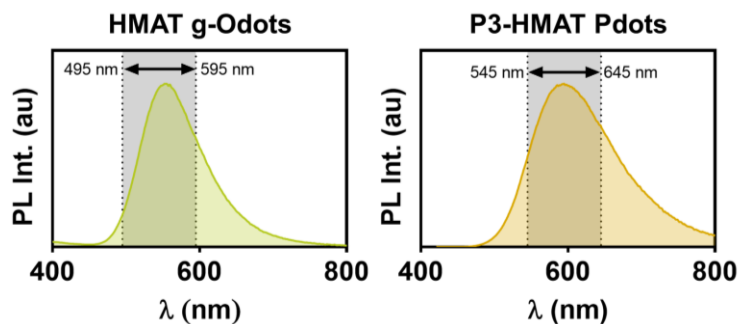 HMAT g-Odots
495 nm
595 nm
PL Int. (au)
400
600
800
λ (nm)
P3-HMAT Pdots
545 nm
645 nm
PL Int. (au)
400
600
800
λ (nm)